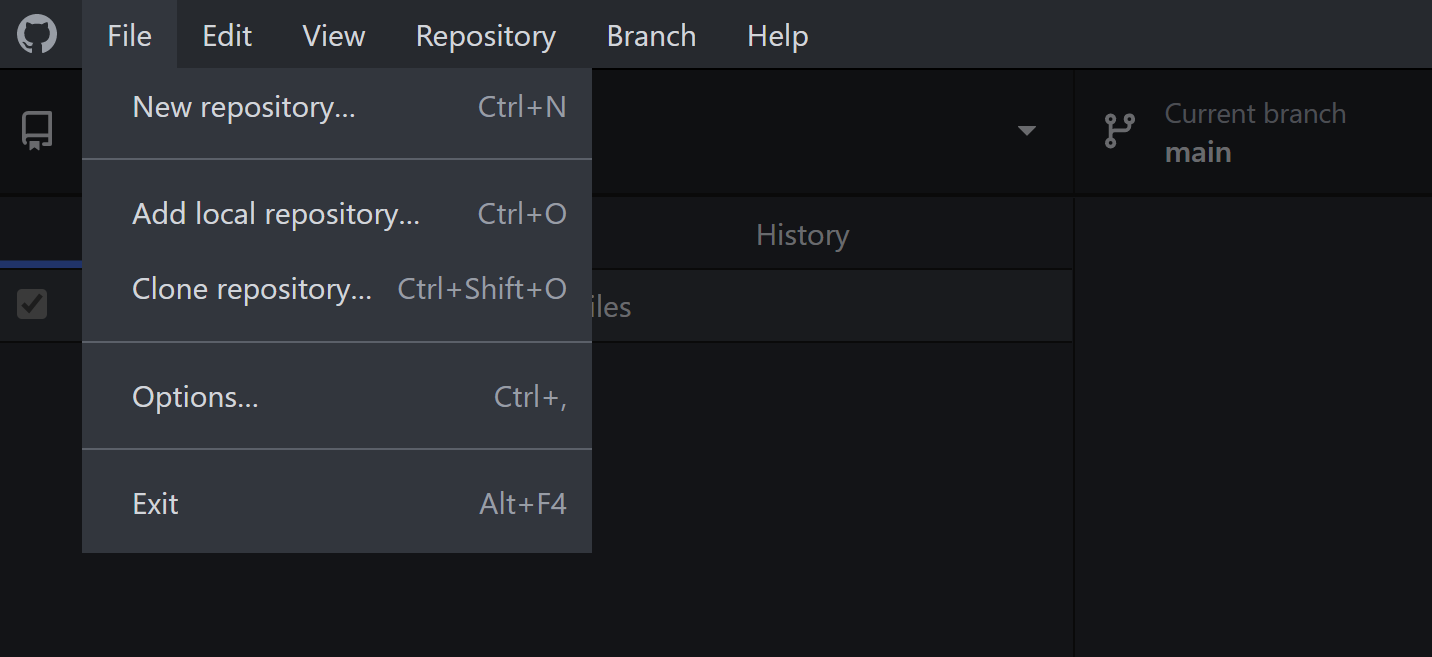 File Edit View Repository Branch Help
New repository... Ctrl+N
Current branch
main
Add local repository... Ctrl+O
History
Clone repository... Ctrl+Shift+O
iles
Options... Ctrl+,
Exit Alt+F4